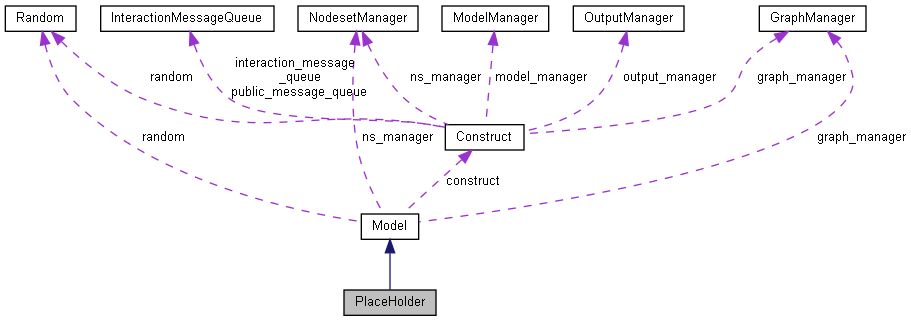 Random
InteractionMessageQueue
NodesetManager
ModelManager
OutputManager
GraphManager
random
interaction_message
_queue
public_message_queue
ns_manager
model_manager
output_manager
graph_manager
random
ns_manager
Construct
graph_manager
construct
Model
PlaceHolder